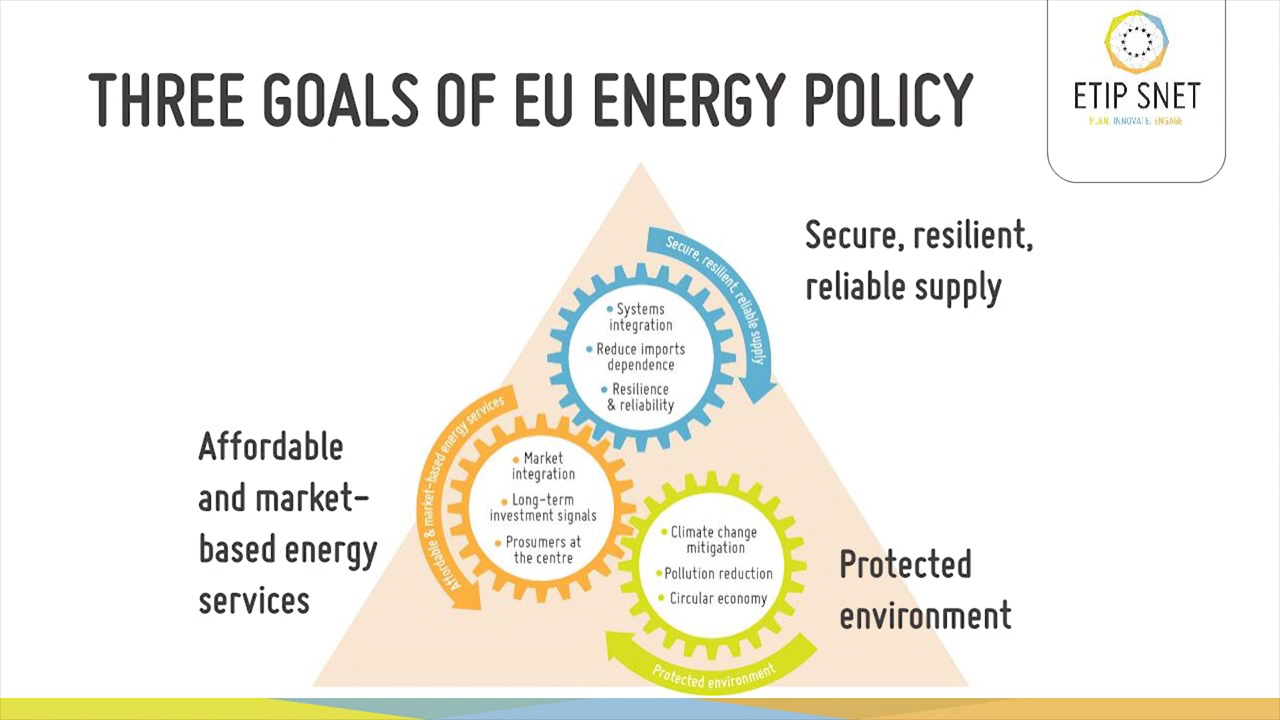 THREE GOALS OF EU ENERGY POLICY
ETIP SNET
PLAN. INNOVATE. ENGAGE
Secure, resilient,
reliable supply
Secure, resilient, reliable supply
• Systems
integration
• Reduce imports
dependence
• Resilience
& reliability
Affordable
and market-
based energy
services
Affordable & market-based energy services
• Market
integration
• Long-term
investment signals
• Prosumers at
the centre
• Climate change
mitigation
• Pollution reduction
• Circular economy
Protected environment
Protected
environment